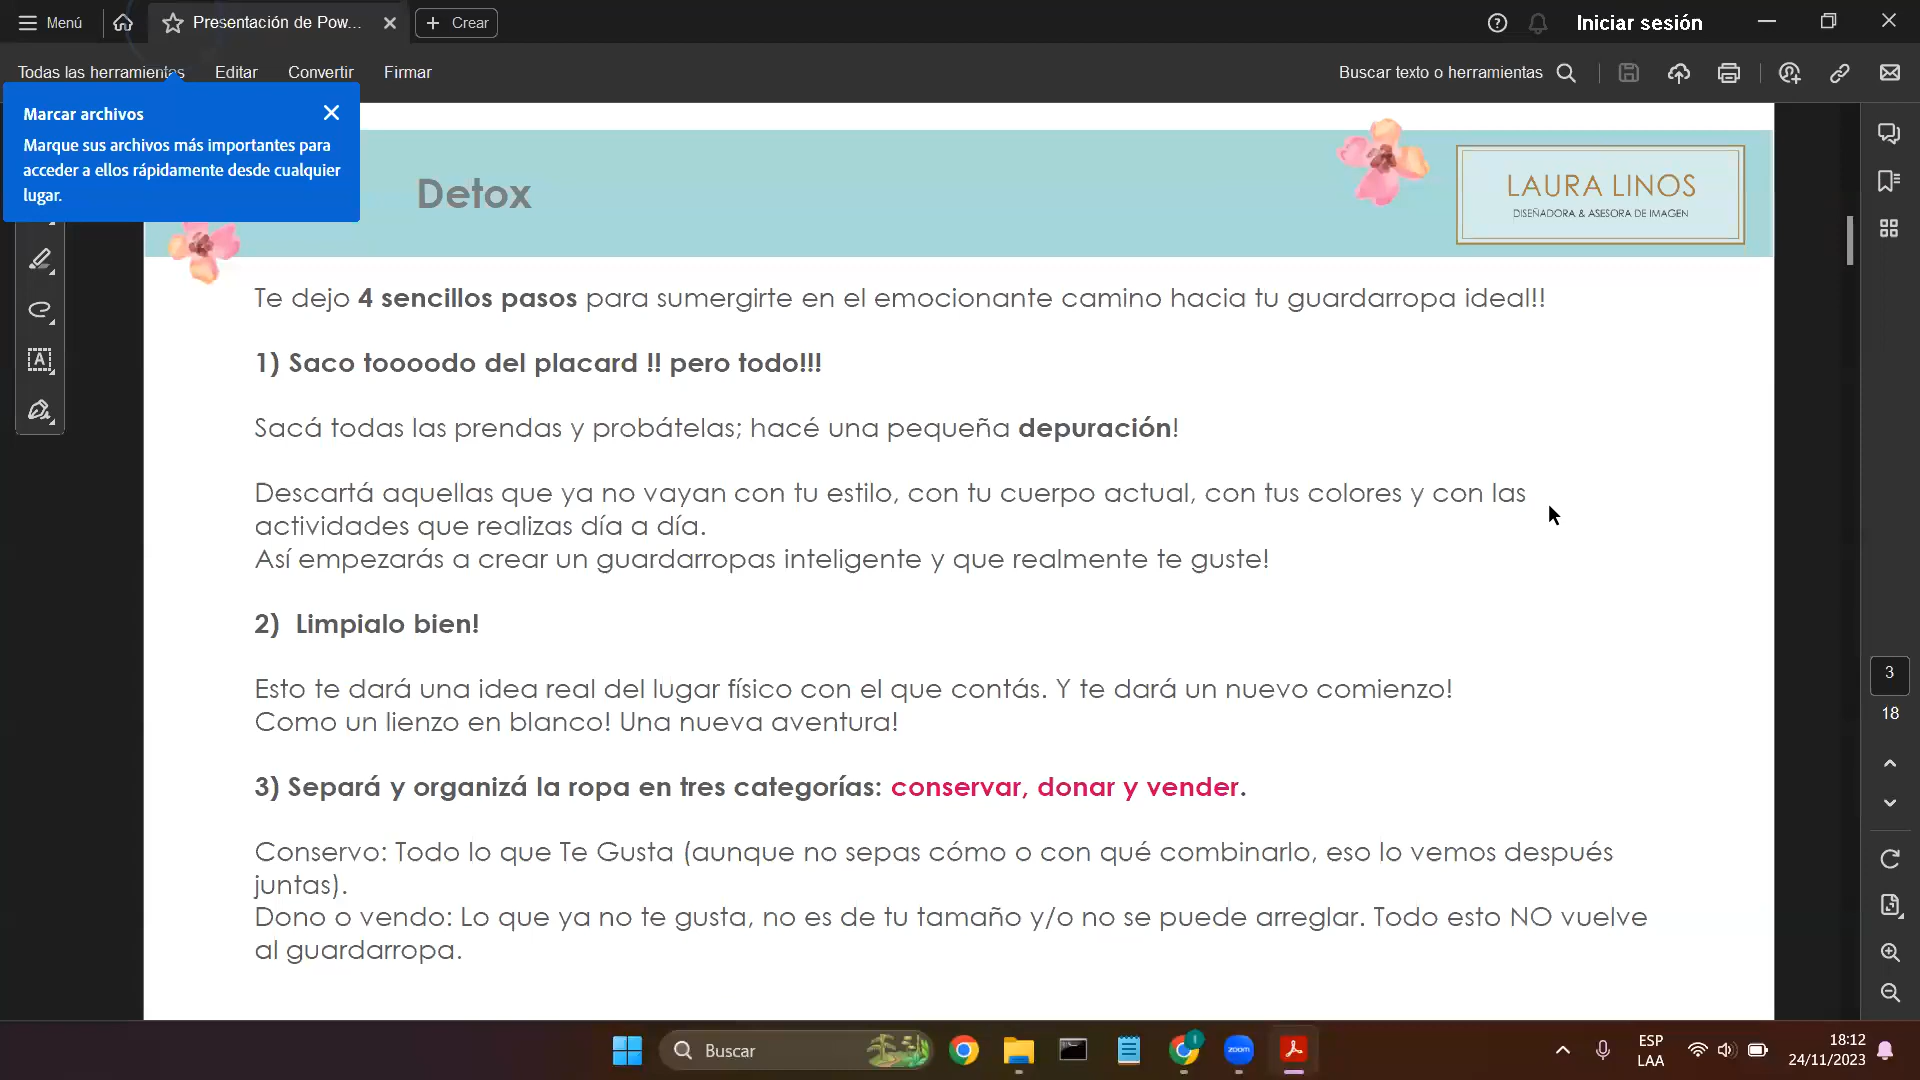 Menú
Presentación de Pow...
Crear
Iniciar sesión
Todas las herramientas
Editar
Convertir
Firmar
Buscar texto o herramientas
Marcar archivos
Marque sus archivos más importantes para
acceder a ellos rápidamente desde cualquier
lugar.
Detox
LAURA LINOS
DISEÑADORA & ASESORA DE IMAGEN
Te dejo 4 sencillos pasos para sumergirte en el emocionante camino hacia tu guardarropa ideal!!
1) Saco toooodo del placard !! pero todo!!!
Sacá todas las prendas y probátelas; hacé una pequeña depuración!
Descartá aquellas que ya no vayan con tu estilo, con tu cuerpo actual, con tus colores y con las
actividades que realizas día a día.
Así empezarás a crear un guardarropas inteligente y que realmente te guste!
2) Limpialo bien!
Esto te dará una idea real del lugar físico con el que contás. Y te dará un nuevo comienzo!
Como un lienzo en blanco! Una nueva aventura!
3) Separá y organizá la ropa en tres categorías: conservar, donar y vender.
Conservo: Todo lo que Te Gusta (aunque no sepas cómo o con qué combinarlo, eso lo vemos después
juntas).
Dono o vendo: Lo que ya no te gusta, no es de tu tamaño y/o no se puede arreglar. Todo esto NO vuelve
al guardarropa.
3
18
Buscar
zoom
ESP
LAA
18:12
24/11/2023